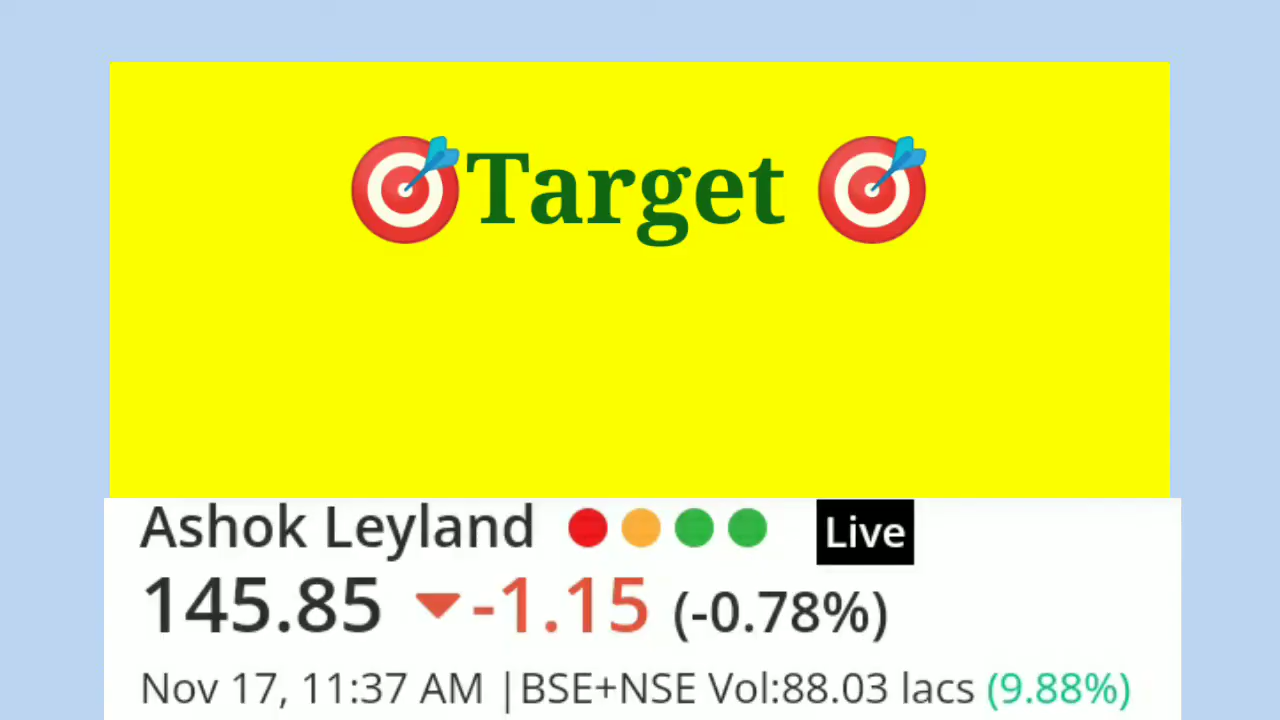 Target
Ashok Leyland Live
145.85 ▼-1.15 (-0.78%)
Nov 17, 11:37 AM |BSE+NSE Vol:88.03 lacs (9.88%)